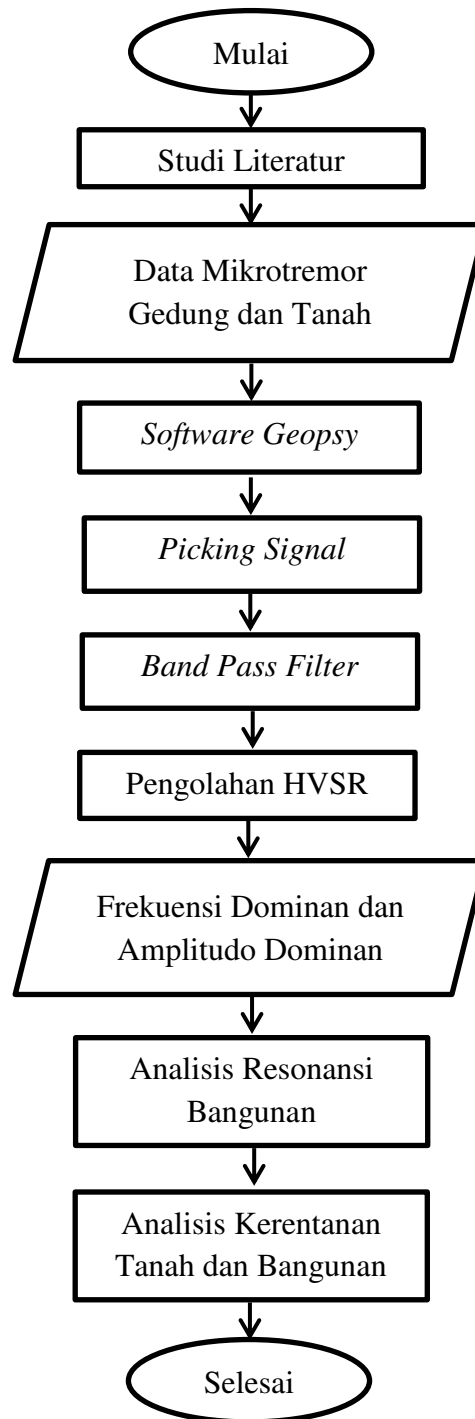 Mulai
Studi Literatur
Data Mikrotremor
Gedung dan Tanah
Software Geopsy
Picking Signal
Band Pass Filter
Pengolahan HVSR
Frekuensi Dominan dan
Amplitudo Dominan
Analisis Resonansi
Bangunan
Analisis Kerentanan
Tanah dan Bangunan
Selesai